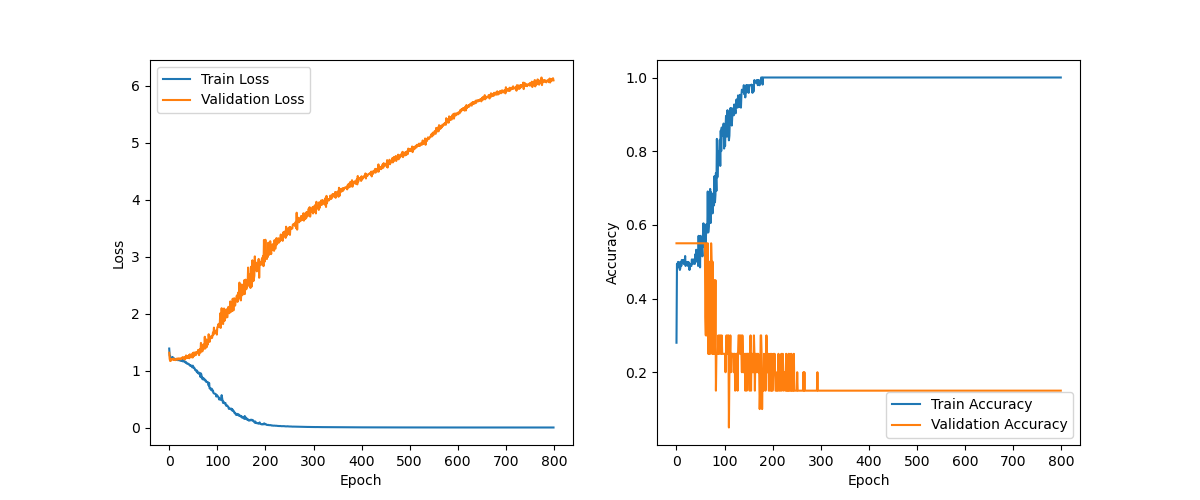 Train Loss
Validation Loss
6
5
4
3
2
1
0
Loss
0 100 200 300 400 500 600 700 800
Epoch
1.0
0.8
0.6
0.4
0.2
Accuracy
Train Accuracy
Validation Accuracy
0 100 200 300 400 500 600 700 800
Epoch